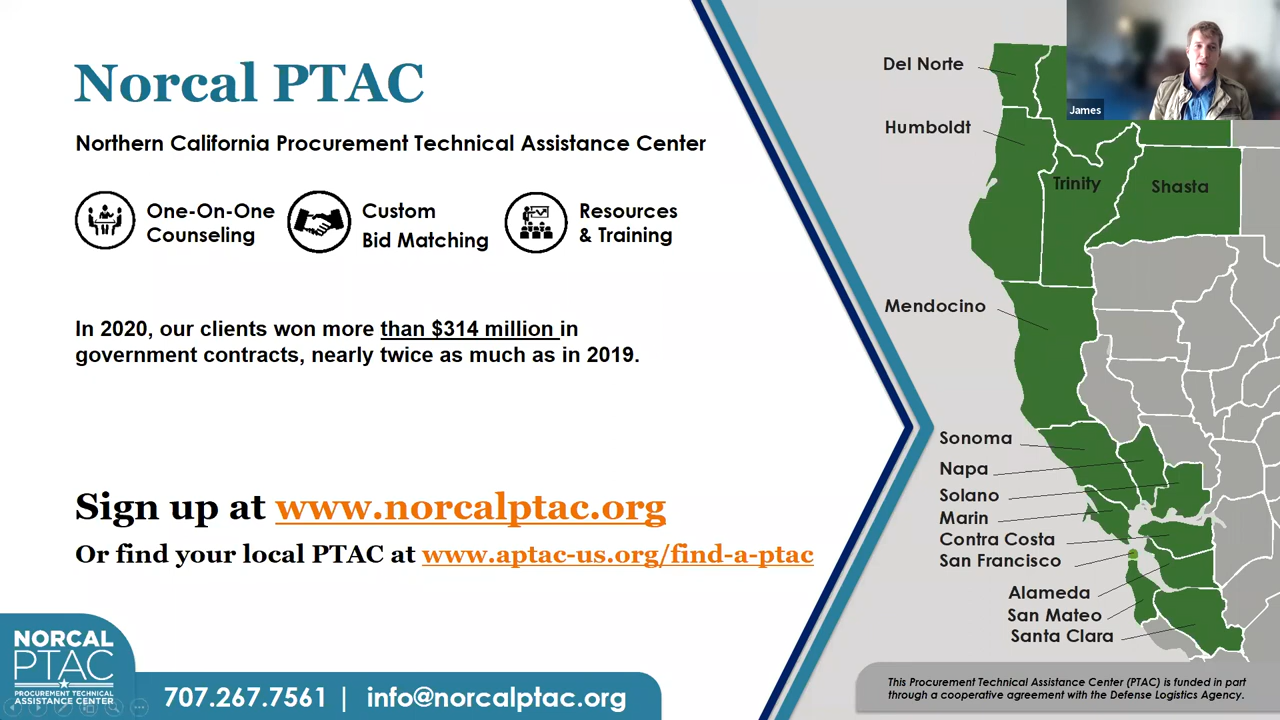 Norcal PTAC
Northern California Procurement Technical Assistance Center
One-On-One
Counseling
Custom
Bid Matching
Resources
& Training
In 2020, our clients won more than $314 million in
government contracts, nearly twice as much as in 2019.
Sign up at www.norcalptac.org
Or find your local PTAC at www.aptac-us.org/find-a-ptac
NORCAL
PTAC
PROCUREMENT TECHNICAL
ASSISTANCE CENTER
707.267.7561 | info@norcalptac.org
James
Del Norte
Humboldt
Trinity
Shasta
Mendocino
Sonoma
Napa
Solano
Marin
Contra Costa
San Francisco
Alameda
San Mateo
Santa Clara
This Procurement Technical Assistance Center (PTAC) is funded in part
through a cooperative agreement with the Defense Logistics Agency.